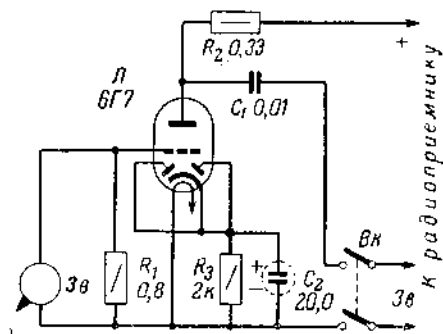 R₂ 0,33
+
Л
6Г7
C₁ 0,01
к радиоприемнику
Зв
R₁
0,8
R₃
2к
+
–
C₂
20,0
Вк
Зв